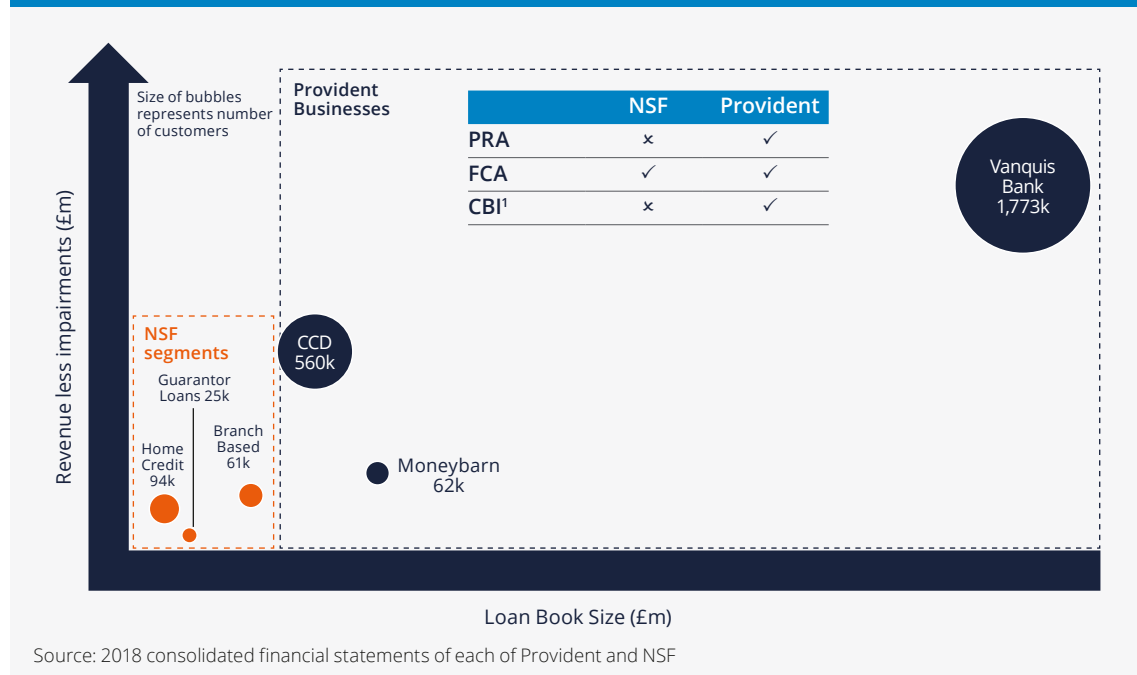 Size of bubbles
represents number
of customers
Provident
Businesses
NSF Provident
PRA × ✓
FCA ✓ ✓
CBI¹ × ✓
Vanquis
Bank
1,773k
Revenue less impairments (£m)
NSF
segments
CCD
560k
Guarantor
Loans 25k
Home
Credit
94k
Branch
Based
61k
Moneybarn
62k
Loan Book Size (£m)
Source: 2018 consolidated financial statements of each of Provident and NSF